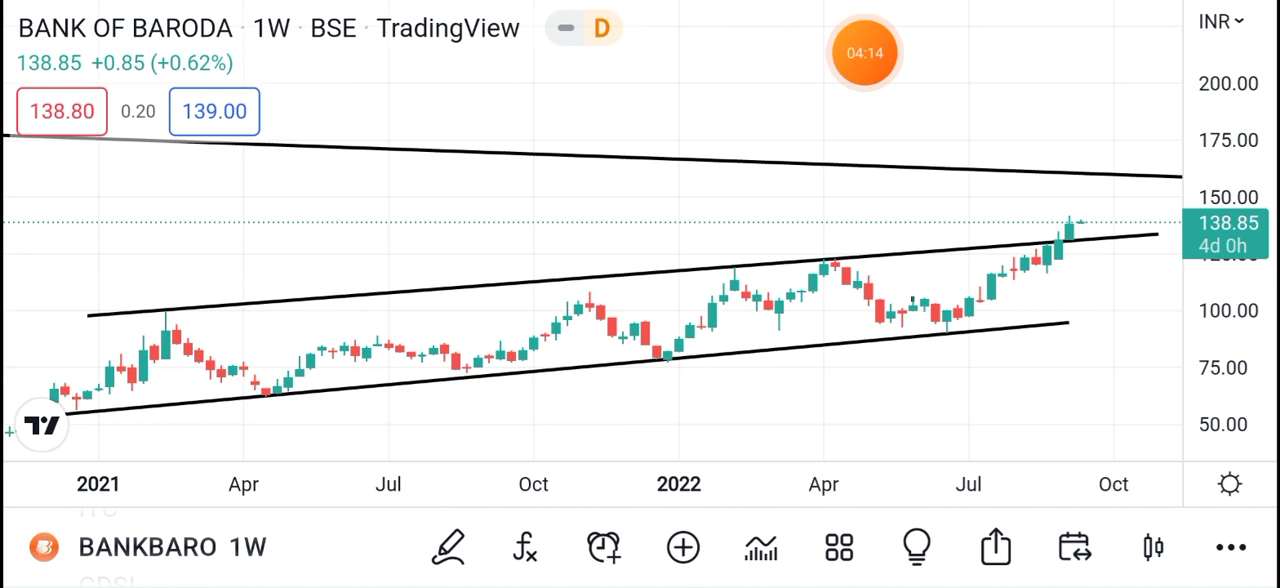 BANK OF BARODA · 1W · BSE · TradingView D
04:14
INR
138.85 +0.85 (+0.62%)
138.80 0.20 139.00
200.00
175.00
150.00
138.85
4d 0h
100.00
75.00
50.00
2021 Apr Jul Oct 2022 Apr Jul Oct
BANKBARO 1W